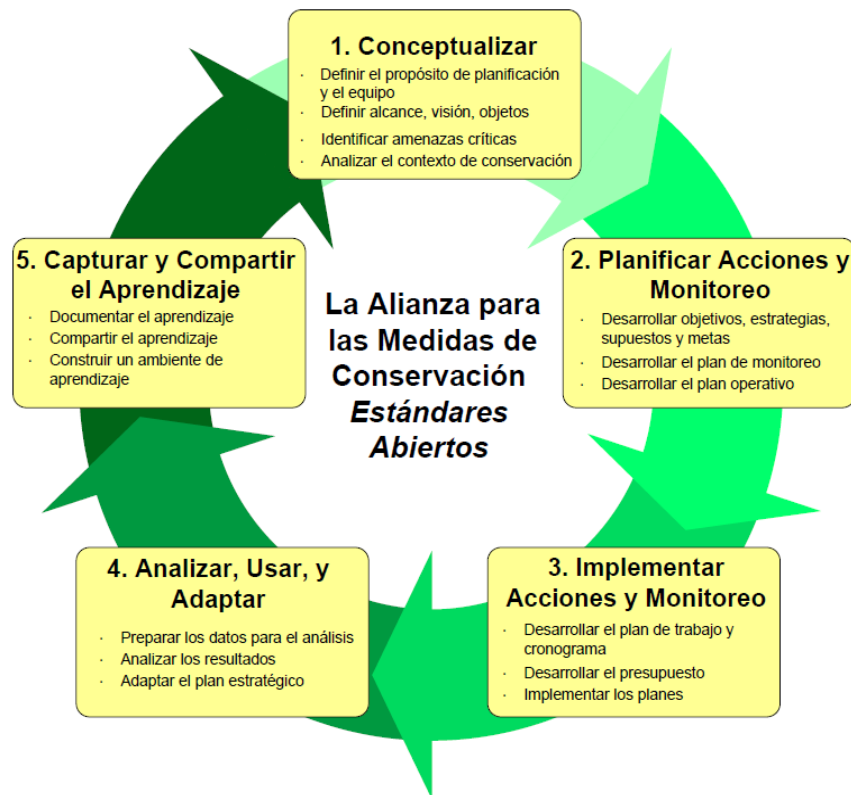 1. Conceptualizar
· Definir el propósito de planificación
y el equipo
· Definir alcance, visión, objetos
· Identificar amenazas críticas
· Analizar el contexto de conservación
2. Planificar Acciones y
Monitoreo
· Desarrollar objetivos, estrategias,
supuestos y metas
· Desarrollar el plan de monitoreo
· Desarrollar el plan operativo
3. Implementar
Acciones y Monitoreo
· Desarrollar el plan de trabajo y
cronograma
· Desarrollar el presupuesto
· Implementar los planes
4. Analizar, Usar, y
Adaptar
· Preparar los datos para el análisis
· Analizar los resultados
· Adaptar el plan estratégico
5. Capturar y Compartir
el Aprendizaje
· Documentar el aprendizaje
· Compartir el aprendizaje
· Construir un ambiente de
aprendizaje
La Alianza para
las Medidas de
Conservación
Estándares
Abiertos